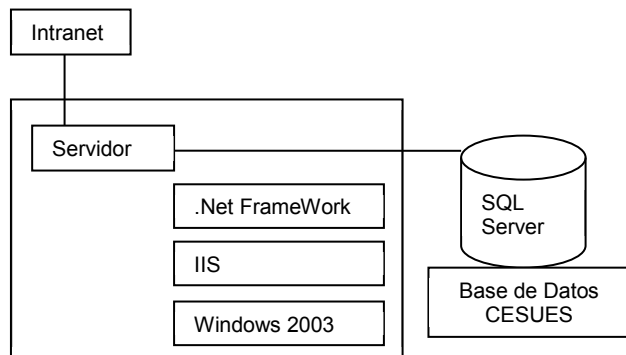 Intranet
Servidor
.Net FrameWork
IIS
Windows 2003
SQL
Server
Base de Datos
CESUES